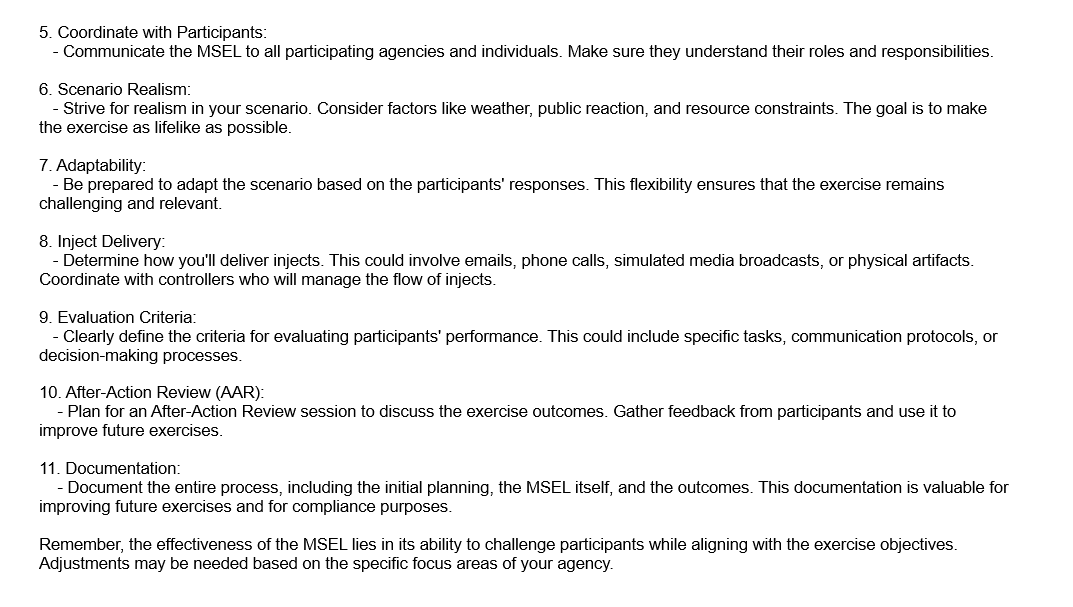 5. Coordinate with Participants:
- Communicate the MSEL to all participating agencies and individuals. Make sure they understand their roles and responsibilities.
6. Scenario Realism:
- Strive for realism in your scenario. Consider factors like weather, public reaction, and resource constraints. The goal is to make
the exercise as lifelike as possible.
7. Adaptability:
- Be prepared to adapt the scenario based on the participants' responses. This flexibility ensures that the exercise remains
challenging and relevant.
8. Inject Delivery:
- Determine how you'll deliver injects. This could involve emails, phone calls, simulated media broadcasts, or physical artifacts.
Coordinate with controllers who will manage the flow of injects.
9. Evaluation Criteria:
- Clearly define the criteria for evaluating participants' performance. This could include specific tasks, communication protocols, or
decision-making processes.
10. After-Action Review (AAR):
- Plan for an After-Action Review session to discuss the exercise outcomes. Gather feedback from participants and use it to
improve future exercises.
11. Documentation:
- Document the entire process, including the initial planning, the MSEL itself, and the outcomes. This documentation is valuable for
improving future exercises and for compliance purposes.
Remember, the effectiveness of the MSEL lies in its ability to challenge participants while aligning with the exercise objectives.
Adjustments may be needed based on the specific focus areas of your agency.